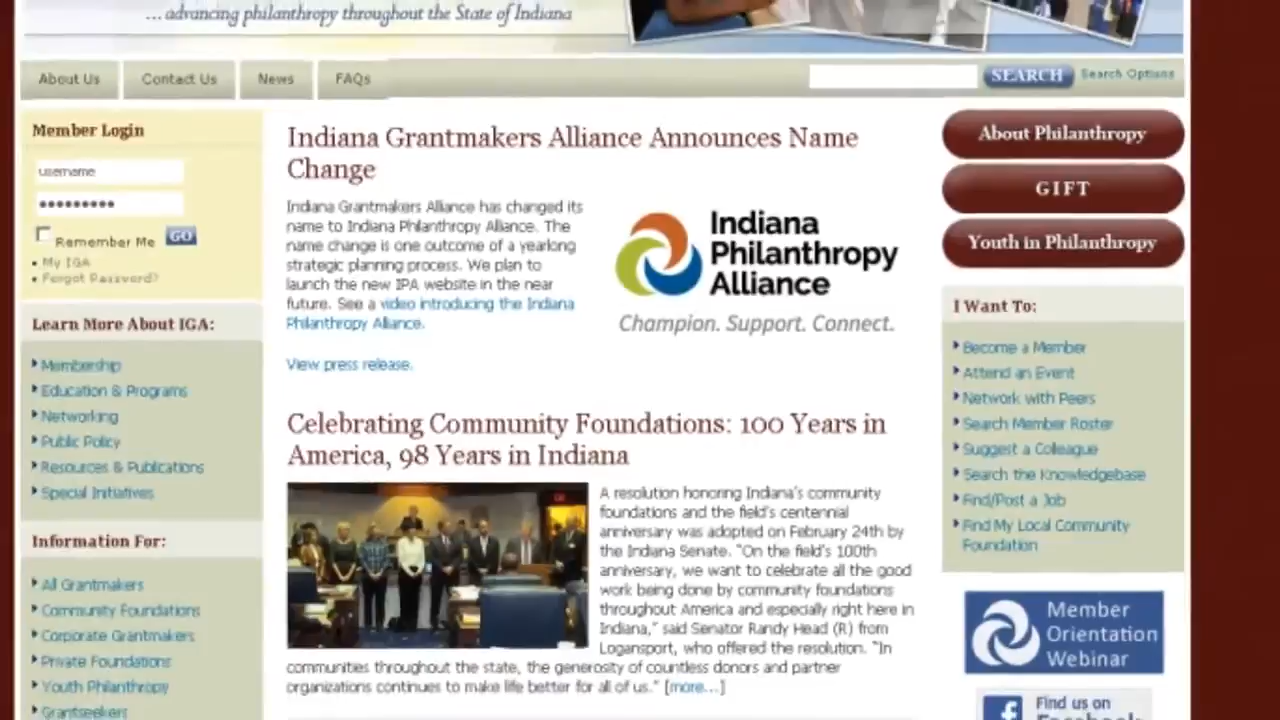 ... advancing philanthropy throughout the State of Indiana
About Us
Contact Us
News
FAQs
SEARCH
Search Options
Member Login
username
•••••••••
Remember Me
GO
• My IGA
• Forgot Password?
Learn More About IGA:
Membership
Education & Programs
Networking
Public Policy
Resources & Publications
Special Initiatives
Information For:
All Grantmakers
Community Foundations
Corporate Grantmakers
Private Foundations
Youth Philanthropy
Grantseekers
Indiana Grantmakers Alliance Announces Name
Change
Indiana Grantmakers Alliance has changed its
name to Indiana Philanthropy Alliance. The
name change is one outcome of a yearlong
strategic planning process. We plan to
launch the new IPA website in the near
future. See a video introducing the Indiana
Philanthropy Alliance.
View press release.
Indiana
Philanthropy
Alliance
Champion. Support. Connect.
Celebrating Community Foundations: 100 Years in
America, 98 Years in Indiana
A resolution honoring Indiana's community
foundations and the field's centennial
anniversary was adopted on February 24th by
the Indiana Senate. "On the field's 100th
anniversary, we want to celebrate all the good
work being done by community foundations
throughout America and especially right here in
Indiana," said Senator Randy Head (R) from
Logansport, who offered the resolution. "In
communities throughout the state, the generosity of countless donors and partner
organizations continues to make life better for all of us." [more...]
About Philanthropy
GIFT
Youth in Philanthropy
I Want To:
Become a Member
Attend an Event
Network with Peers
Search Member Roster
Suggest a Colleague
Search the Knowledgebase
Find/Post a Job
Find My Local Community
Foundation
Member
Orientation
Webinar
Find us on
Facebook